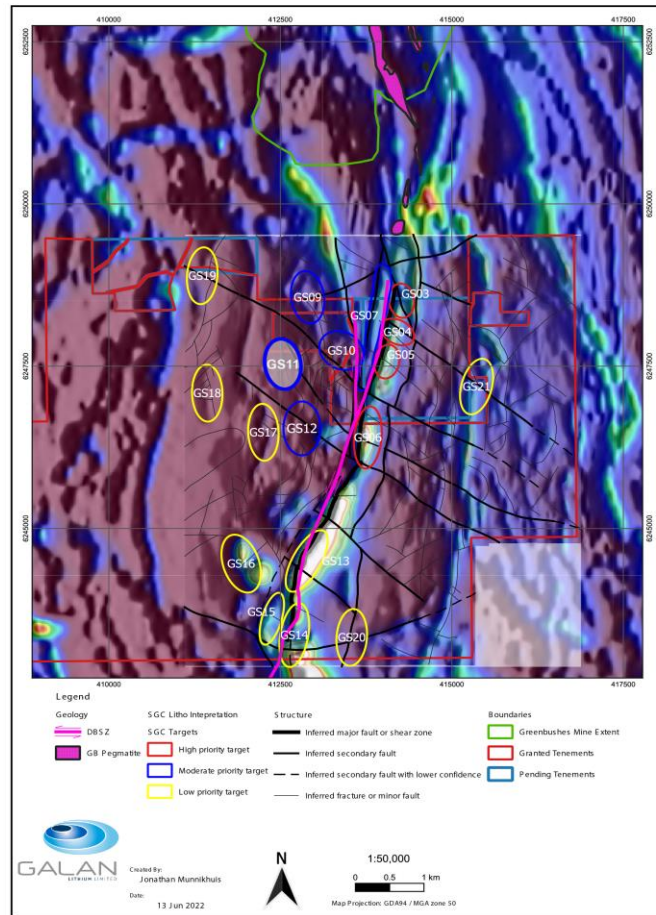 410000 412500 415000 417500
6252500 6252500
6250000 6250000
6247500 6247500
6245000 6245000
GS19
GS09
GS03
GS07
GS04
GS10
GS05
GS11
GS21
GS18
GS17
GS12
GS06
GS13
GS16
GS15
GS14
GS20
410000 412500 415000 417500
Legend
Geology
DBSZ
GB Pegmatite
SGC Litho Intepretation
SGC Targets
High priority target
Moderate priority target
Low priority target
Structure
Inferred major fault or shear zone
Inferred secondary fault
Inferred secondary fault with lower confidence
Inferred fracture or minor fault
Boundaries
Greenbushes Mine Extent
Granted Tenements
Pending Tenements
GALAN
LITHIUM LIMITED
Created By:
Jonathan Munnikhuis
Date:
13 Jun 2022
N
1:50,000
0 0.5 1 km
Map Projection: GDA94 / MGA zone 50